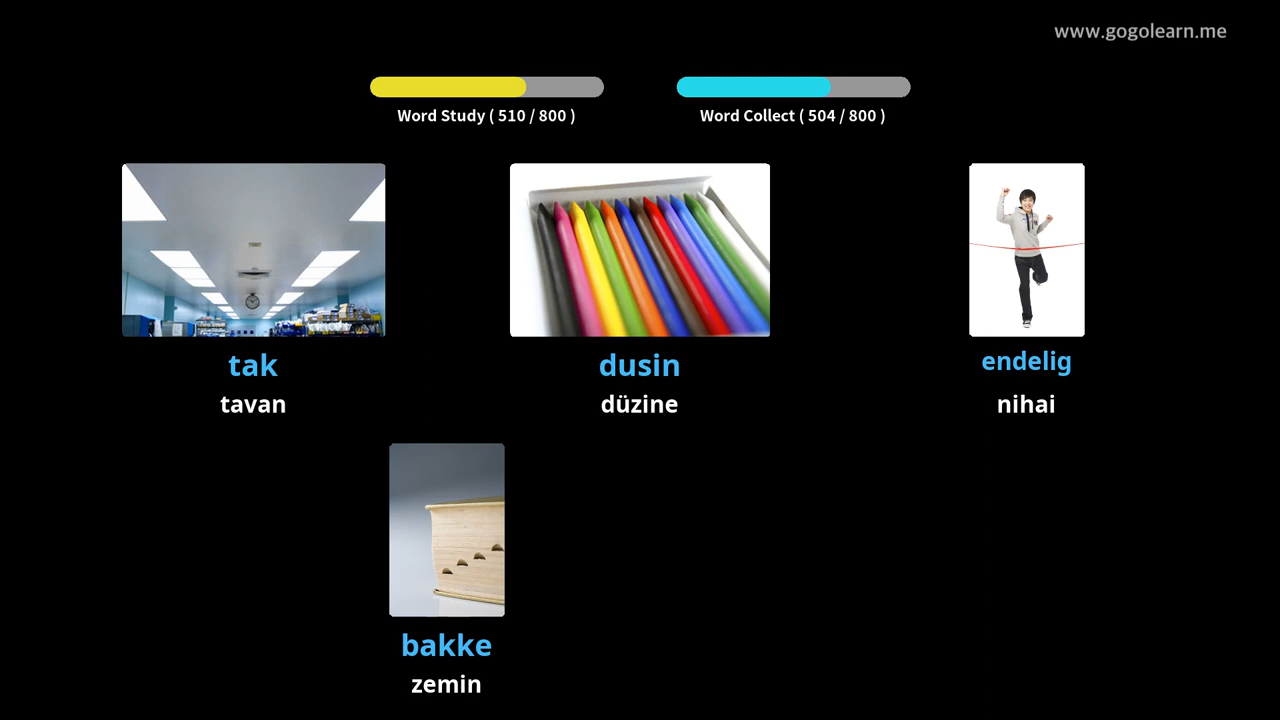 www.gogolearn.me
Word Study ( 510 / 800 )
Word Collect ( 504 / 800 )
tak
tavan
dusin
düzine
endelig
nihai
bakke
zemin